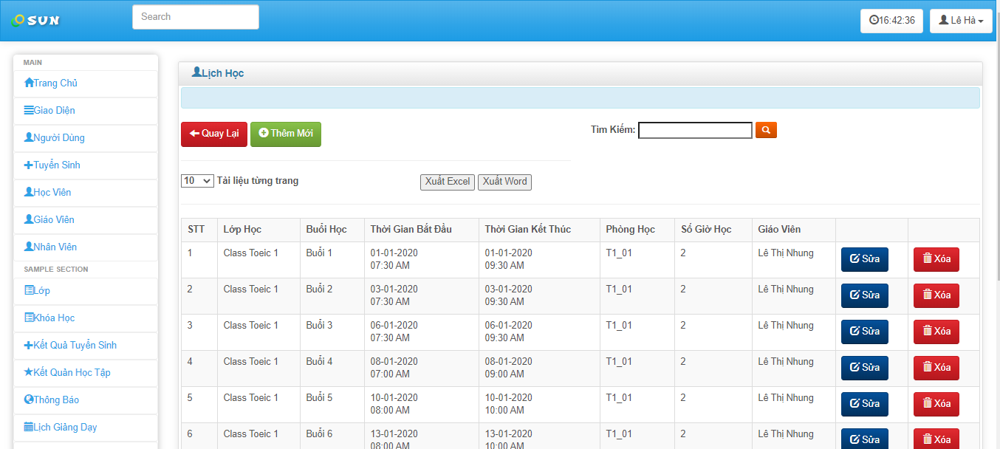 SUN
Search
16:42:36
Lê Hà
MAIN
Trang Chủ
Giao Diện
Người Dùng
Tuyển Sinh
Học Viên
Giáo Viên
Nhân Viên
SAMPLE SECTION
Lớp
Khóa Học
Kết Quả Tuyển Sinh
Kết Quản Học Tập
Thông Báo
Lịch Giảng Dạy
Lịch Học
Quay Lại Thêm Mới
Tìm Kiếm:
10 Tài liệu từng trang
Xuất Excel Xuất Word
STT Lớp Học Buổi Học Thời Gian Bắt Đầu Thời Gian Kết Thúc Phòng Học Số Giờ Học Giáo Viên
1 Class Toeic 1 Buổi 1 01-01-2020 07:30 AM 01-01-2020 09:30 AM T1_01 2 Lê Thị Nhung Sửa Xóa
2 Class Toeic 1 Buổi 2 03-01-2020 07:30 AM 03-01-2020 09:30 AM T1_01 2 Lê Thị Nhung Sửa Xóa
3 Class Toeic 1 Buổi 3 06-01-2020 07:30 AM 06-01-2020 09:30 AM T1_01 2 Lê Thị Nhung Sửa Xóa
4 Class Toeic 1 Buổi 4 08-01-2020 07:00 AM 08-01-2020 09:00 AM T1_01 2 Lê Thị Nhung Sửa Xóa
5 Class Toeic 1 Buổi 5 10-01-2020 08:00 AM 10-01-2020 10:00 AM T1_01 2 Lê Thị Nhung Sửa Xóa
6 Class Toeic 1 Buổi 6 13-01-2020 08:00 AM 13-01-2020 10:00 AM T1_01 2 Lê Thị Nhung Sửa Xóa